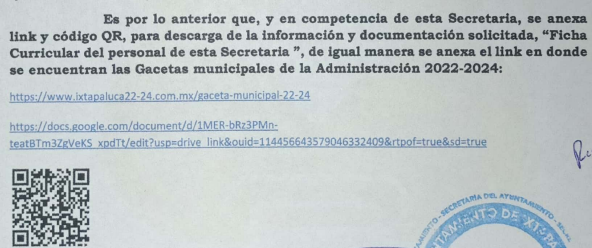 Es por lo anterior que, y en competencia de esta Secretaria, se anexa
link y código QR, para descarga de la información y documentación solicitada, “Ficha
Curricular del personal de esta Secretaria ”, de igual manera se anexa el link en donde
se encuentran las Gacetas municipales de la Administración 2022-2024:
https://www.ixtapaluca22-24.com.mx/gaceta-municipal-22-24
https://docs.google.com/document/d/1MER-bRz3PMn-
teatBTm3ZgVeKS_xpdTt/edit?usp=drive_link&ouid=114456643579046332409&rtpof=true&sd=true
SECRETARÍA DEL AYUNTAMIENTO
DE